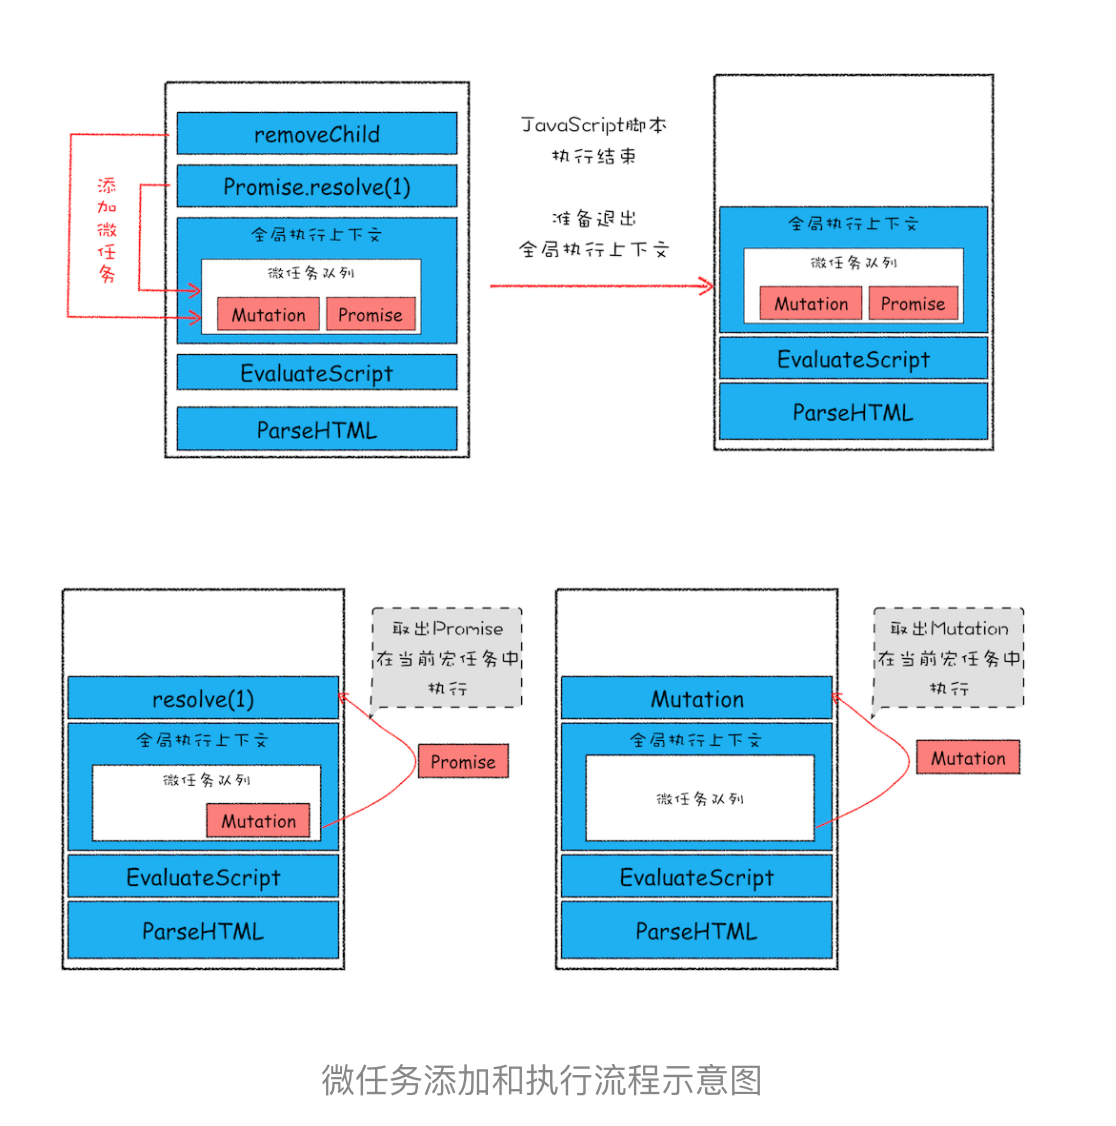 removeChild
Promise.resolve(1)
添
加
微
任
务
全局执行上下文
微任务队列
Mutation
Promise
EvaluateScript
ParseHTML
JavaScript脚本
执行结束
准备退出
全局执行上下文
全局执行上下文
微任务队列
Mutation
Promise
EvaluateScript
ParseHTML
取出Promise
在当前宏任务中
执行
resolve(1)
全局执行上下文
微任务队列
Mutation
Promise
EvaluateScript
ParseHTML
取出Mutation
在当前宏任务中
执行
Mutation
全局执行上下文
微任务队列
Mutation
EvaluateScript
ParseHTML
微任务添加和执行流程示意图